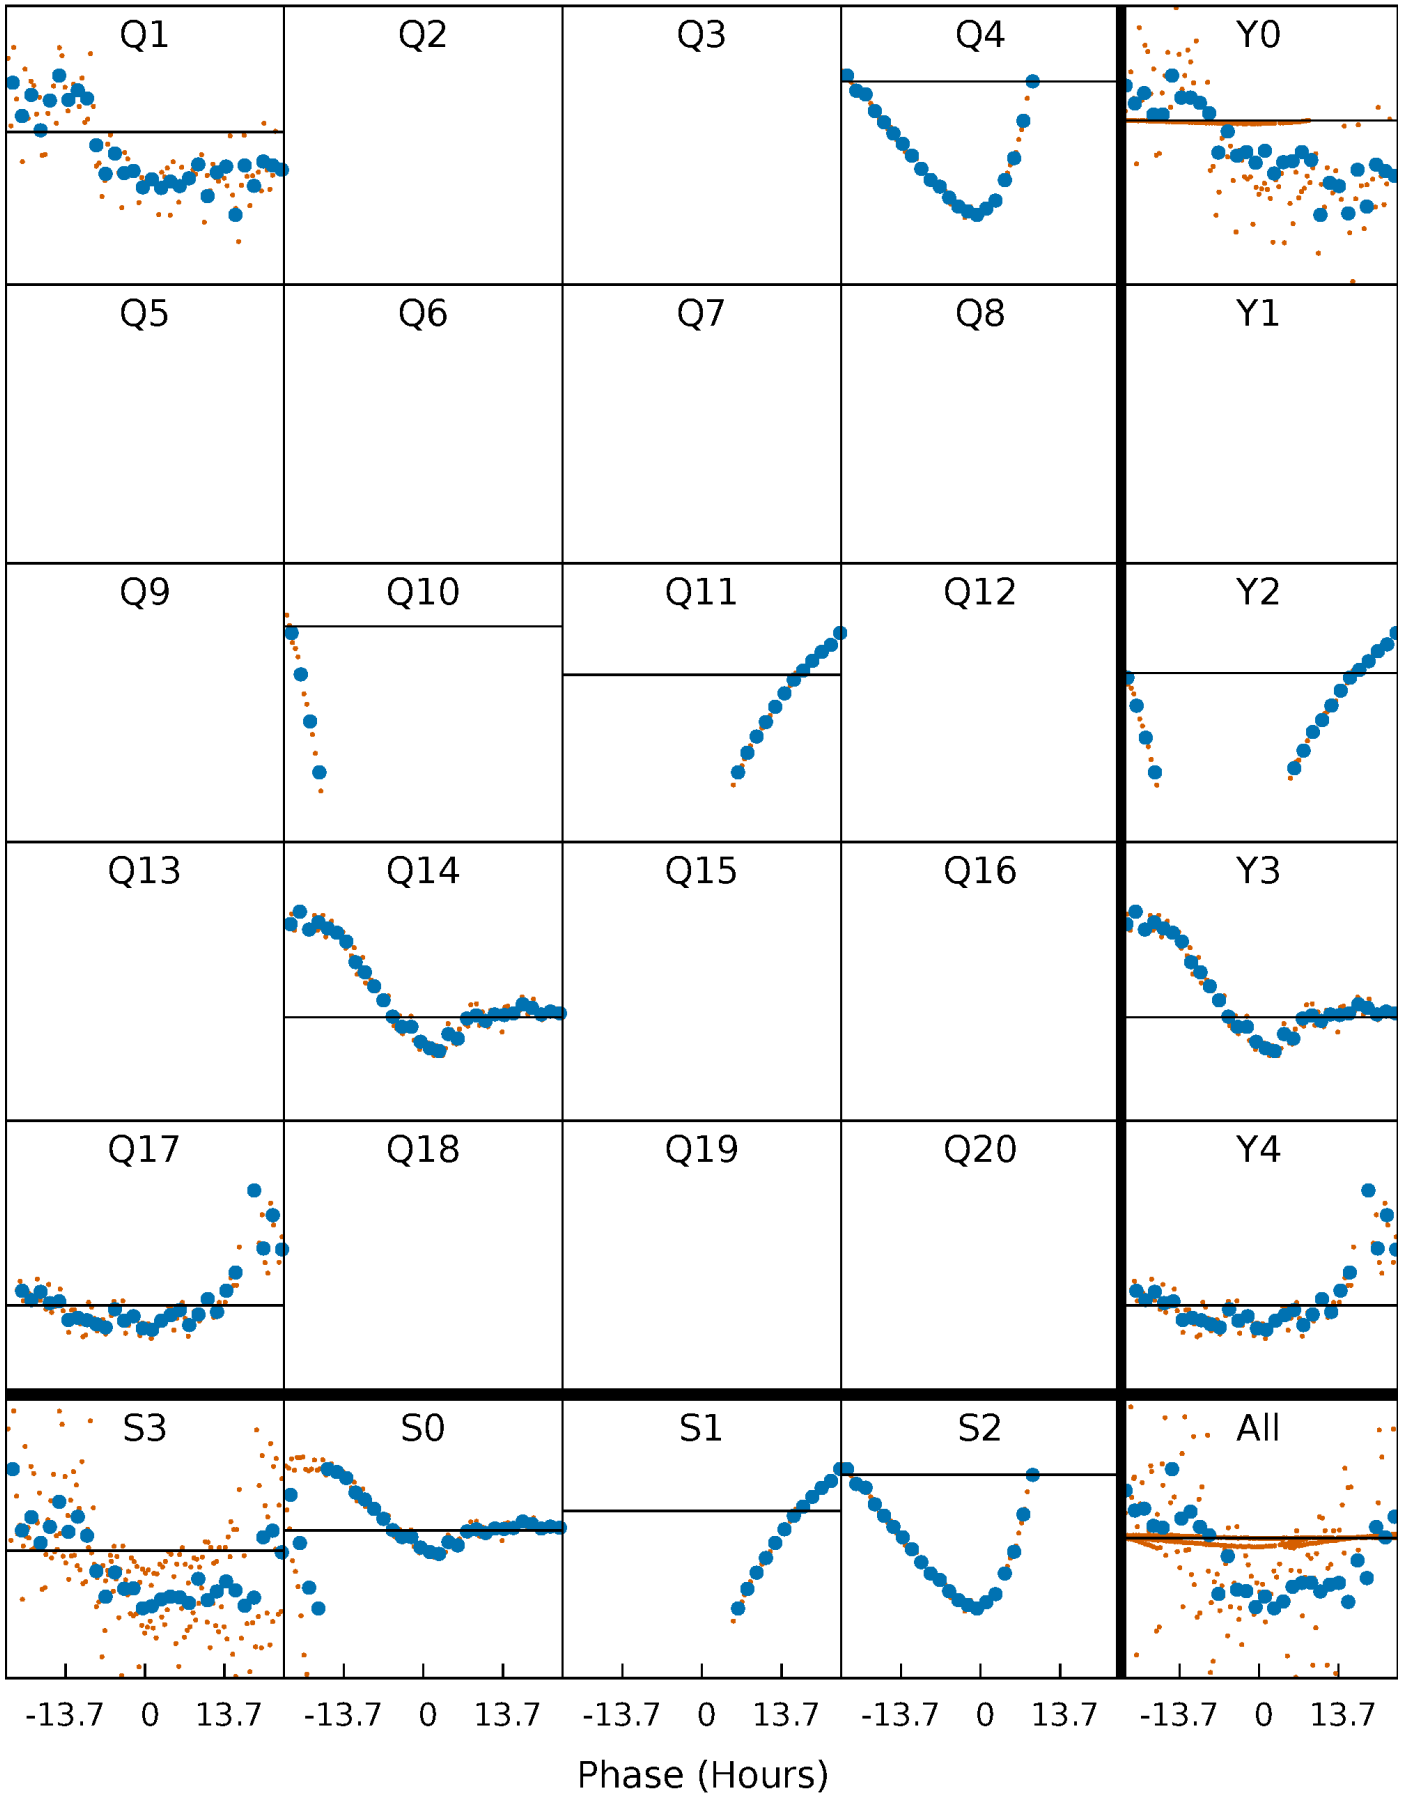 Q1 Q2 Q3 Q4 Y0
Q5 Q6 Q7 Q8 Y1
Q9 Q10 Q11 Q12 Y2
Q13 Q14 Q15 Q16 Y3
Q17 Q18 Q19 Q20 Y4
S3 S0 S1 S2 All
-13.7 0 13.7 -13.7 0 13.7 -13.7 0 13.7 -13.7 0 13.7 -13.7 0 13.7
Phase (Hours)